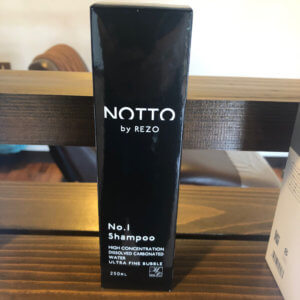 NOTTO
by REZO
No.1
Shampoo
HIGH CONCENTRATION
DISSOLVED CARBONATED
WATER
ULTRA FINE BUBBLE
250mL